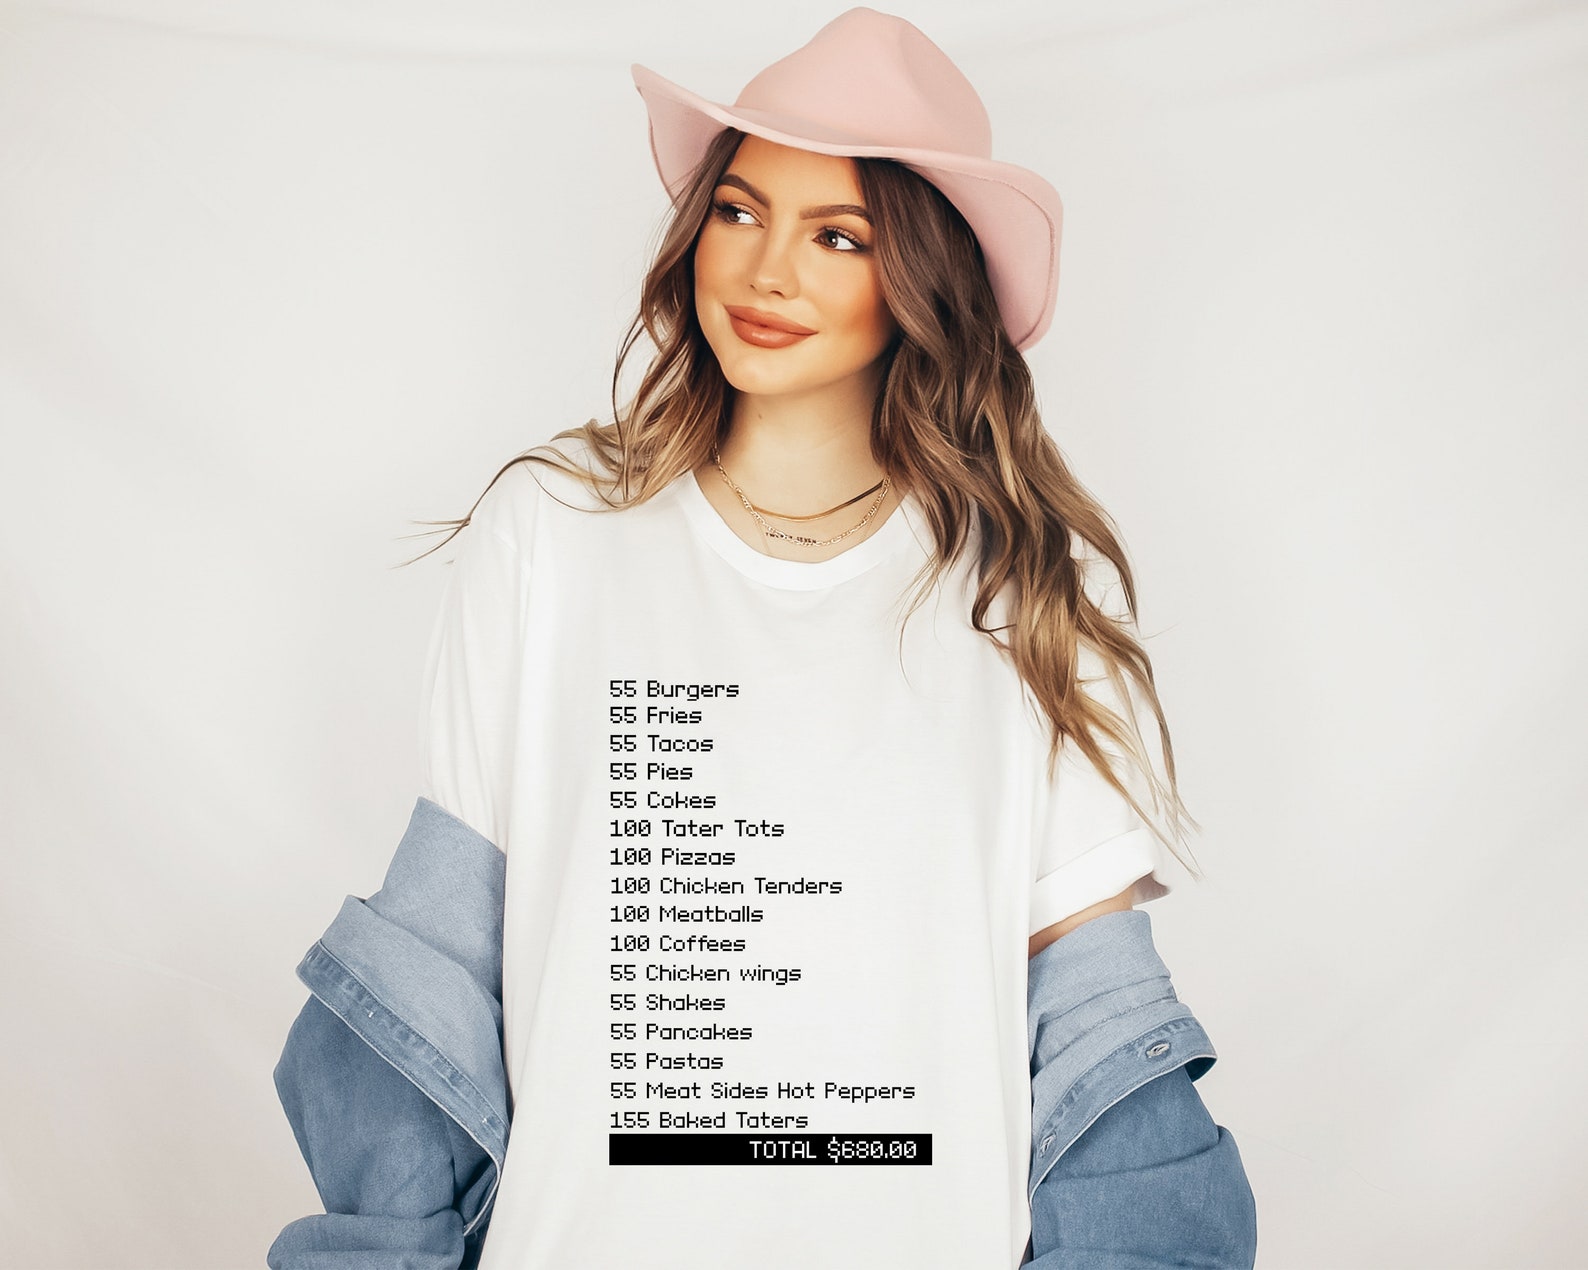 55 Burgers
55 Fries
55 Tacos
55 Pies
55 Cokes
100 Tater Tots
100 Pizzas
100 Chicken Tenders
100 Meatballs
100 Coffees
55 Chicken wings
55 Shakes
55 Pancakes
55 Pastas
55 Meat Sides Hot Peppers
155 Baked Taters
TOTAL $680.00